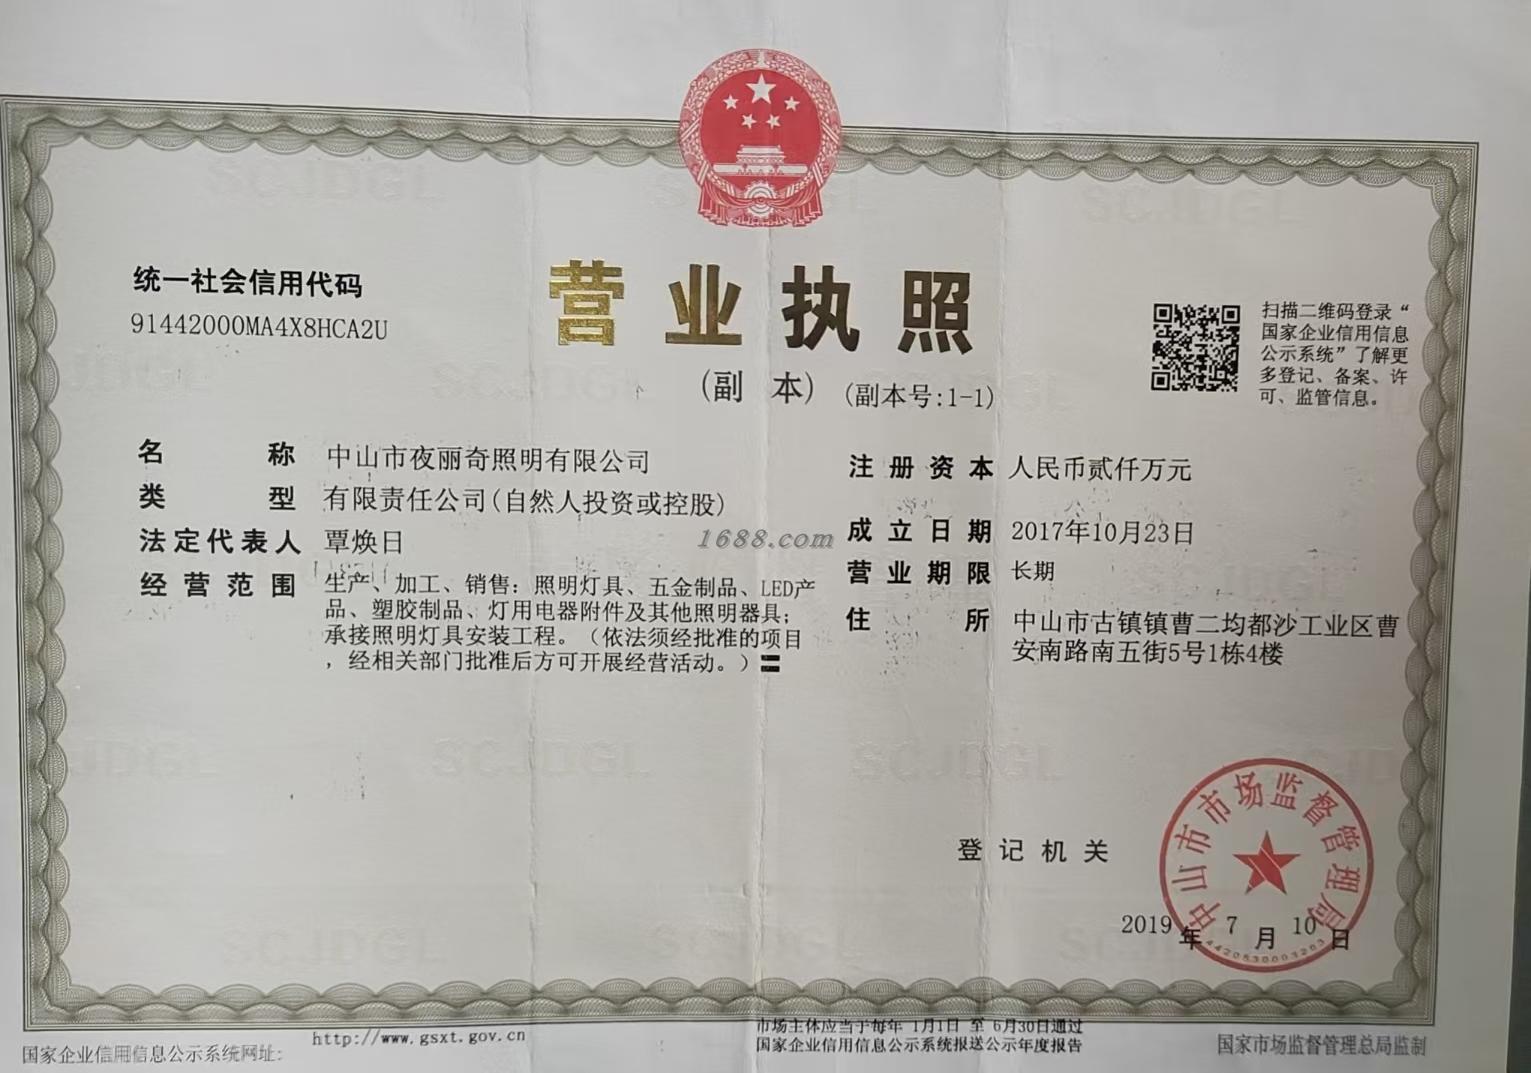 统一社会信用代码
91442000MA4X8HCA2U
营业执照
(副 本) (副本号:1-1)
扫描二维码登录“
国家企业信用信息
公示系统”了解更
多登记、备案、许
可、监管信息。
名 称 中山市夜丽奇照明有限公司
类 型 有限责任公司(自然人投资或控股)
法定代表人 覃焕日
经营范围 生产、加工、销售：照明灯具、五金制品、LED产
品、塑胶制品、灯用电器附件及其他照明器具；
承接照明灯具安装工程。（依法须经批准的项目
，经相关部门批准后方可开展经营活动。）
注册资本 人民币贰仟万元
成立日期 2017年10月23日
营业期限 长期
住 所 中山市古镇镇曹二均都沙工业区曹
安南路南五街5号1栋4楼
1688.com
登记机关
中山市市场监督管理局
2019年7月10日
国家企业信用信息公示系统网址: http://www.gsxt.gov.cn
市场主体应当于每年 1月1日 至 6月30日通过
国家企业信用信息公示系统报送公示年度报告
国家市场监督管理总局监制
SCJDGL